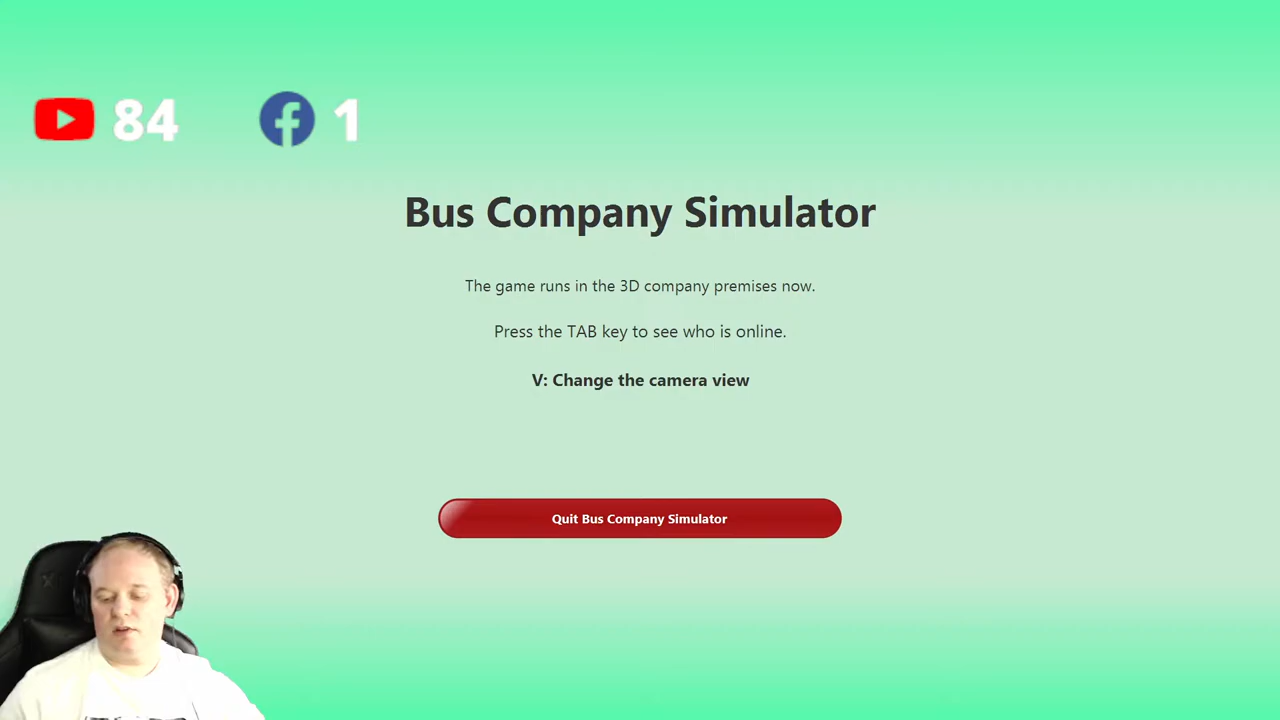 84
1
Bus Company Simulator
The game runs in the 3D company premises now.
Press the TAB key to see who is online.
V: Change the camera view
Quit Bus Company Simulator